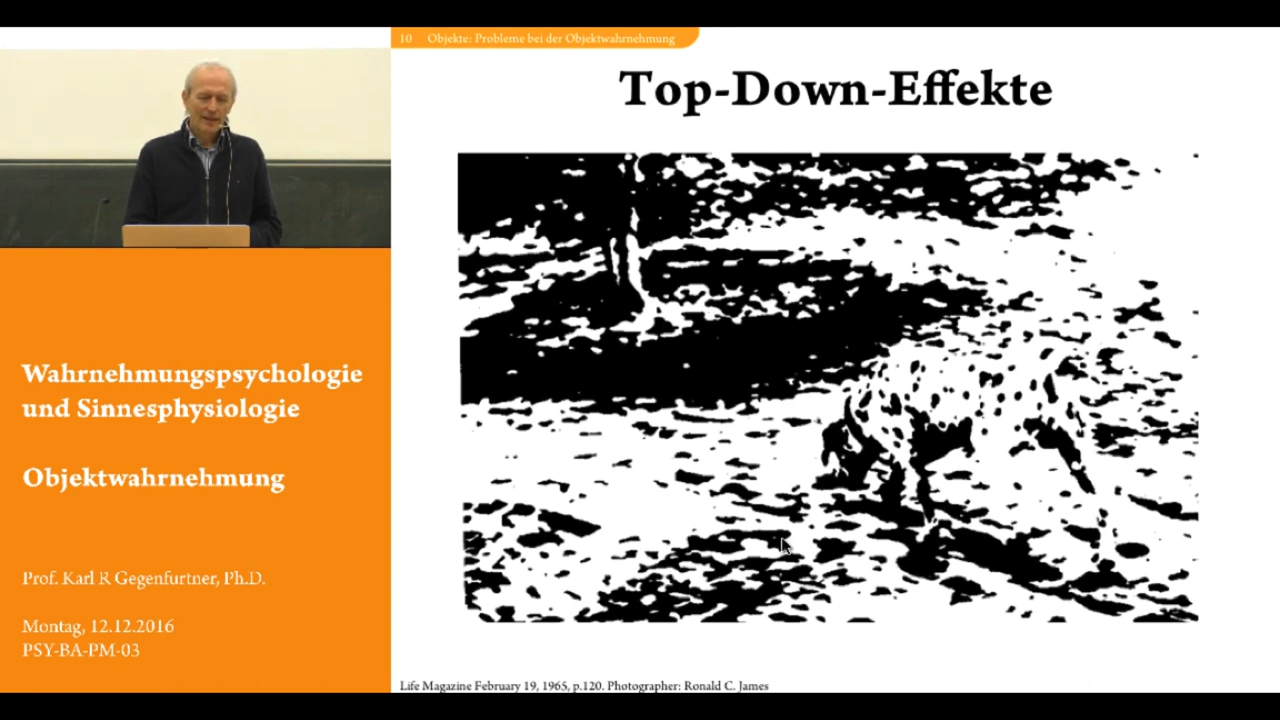 10 Objekte: Probleme bei der Objektwahrnehmung
Top-Down-Effekte
Wahrnehmungspsychologie
und Sinnesphysiologie
Objektwahrnehmung
Prof. Karl R Gegenfurtner, Ph.D.
Montag, 12.12.2016
PSY-BA-PM-03
Life Magazine February 19, 1965, p.120. Photographer: Ronald C. James